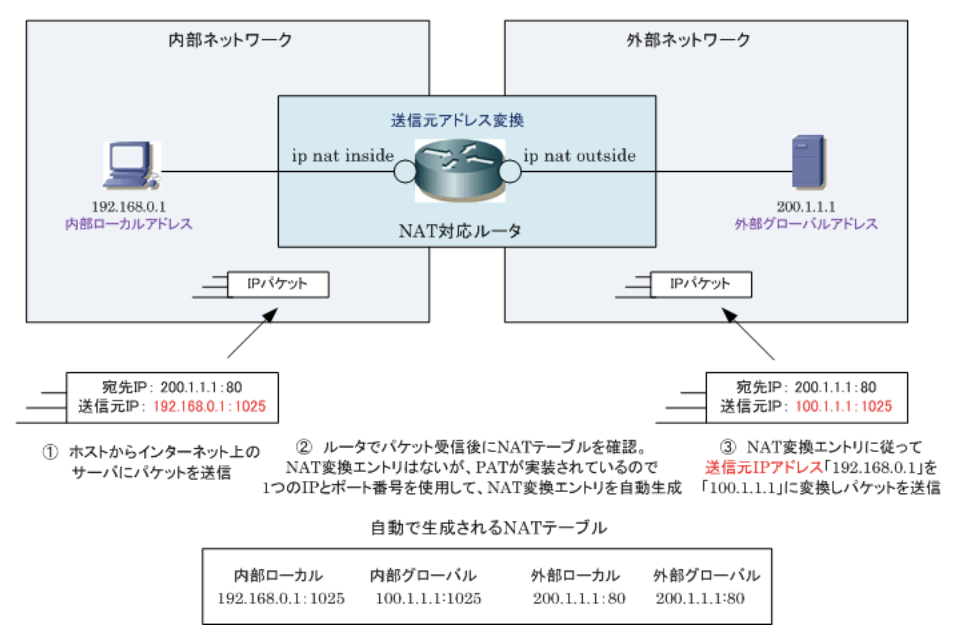 内部ネットワーク
外部ネットワーク
送信元アドレス変換
ip nat inside
ip nat outside
192.168.0.1
内部ローカルアドレス
200.1.1.1
外部グローバルアドレス
NAT対応ルータ
IPパケット
IPパケット
宛先IP: 200.1.1.1:80
送信元IP: 192.168.0.1:1025
宛先IP: 200.1.1.1:80
送信元IP: 100.1.1.1:1025
① ホストからインターネット上の
サーバにパケットを送信
② ルータでパケット受信後にNATテーブルを確認。
NAT変換エントリはないが、PATが実装されているので
1つのIPとポート番号を使用して、NAT変換エントリを自動生成
③ NAT変換エントリに従って
送信元IPアドレス「192.168.0.1」を
「100.1.1.1」に変換しパケットを送信
自動で生成されるNATテーブル
内部ローカル 内部グローバル 外部ローカル 外部グローバル
192.168.0.1:1025 100.1.1.1:1025 200.1.1.1:80 200.1.1.1:80